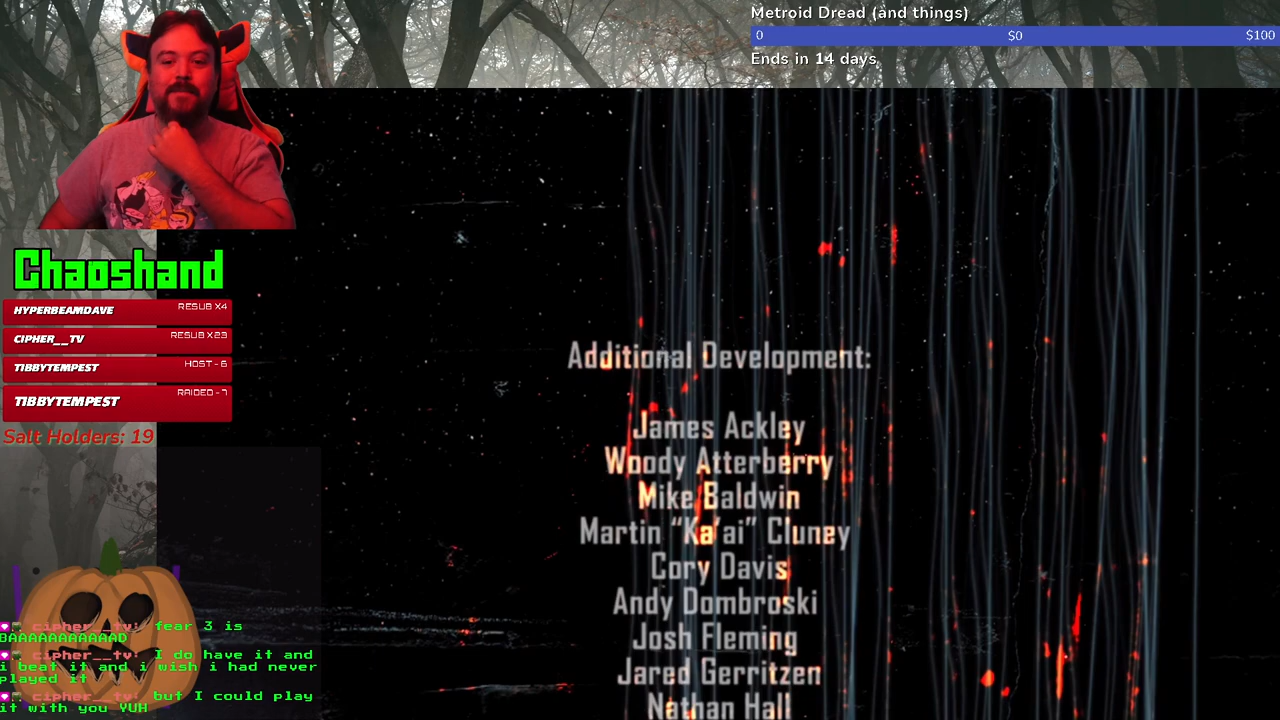 Metroid Dread (and things)
0 $0 $100
Ends in 14 days
Chaoshand
HYPERBEAMDAVE RESUB X4
CIPHER__TV RESUB X23
TIBBYTEMPEST HOST - 6
TIBBYTEMPEST RAIDED - 7
Salt Holders: 19
Additional Development:
James Ackley
Woody Atterberry
Mike Baldwin
Martin “Ka’ai” Cluney
Cory Davis
Andy Dombroski
Josh Fleming
Jared Gerritzen
Nathan Hall
cipher__tv: fear 3 is
BAAAAAAAAAAAD
cipher__tv: I do have it and
i beat it and i wish i had never
played it
cipher__tv: but I could play
it with you YUH